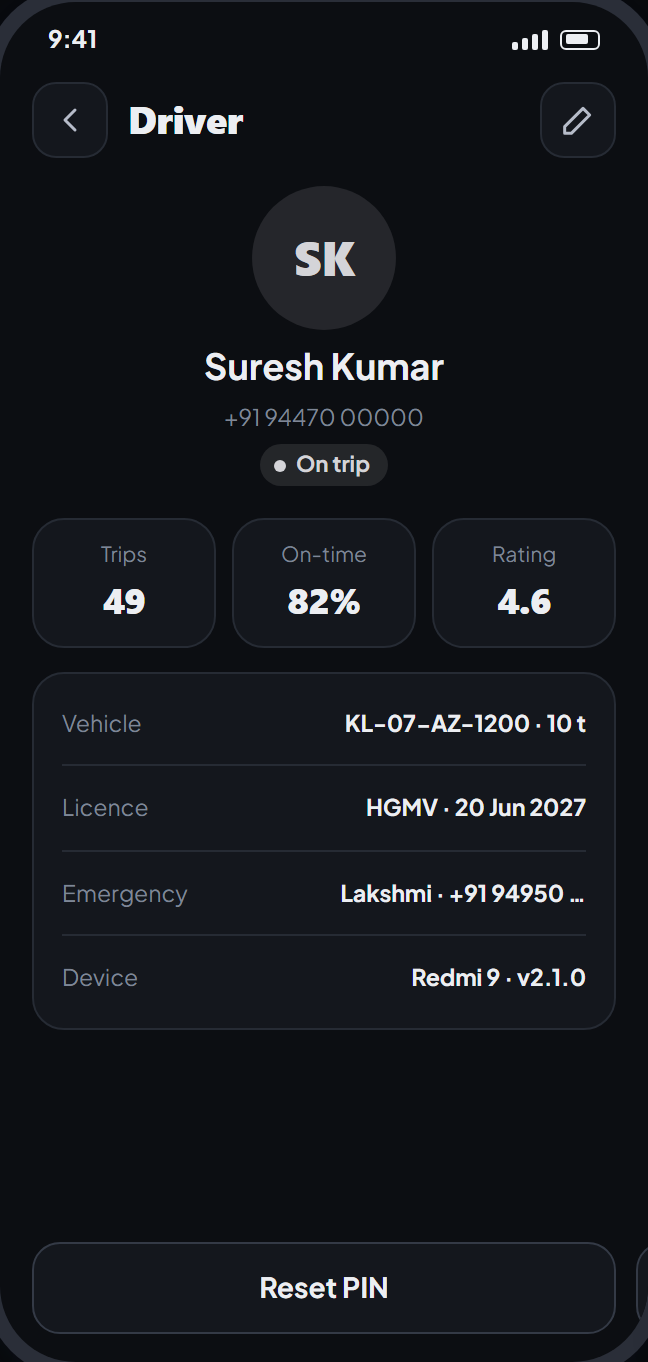 9:41
Driver
SK
Suresh Kumar
+91 94470 00000
On trip
Trips
49
On-time
82%
Rating
4.6
Vehicle
KL-07-AZ-1200 · 10 t
Licence
HGMV · 20 Jun 2027
Emergency
Lakshmi · +91 94950 …
Device
Redmi 9 · v2.1.0
Reset PIN